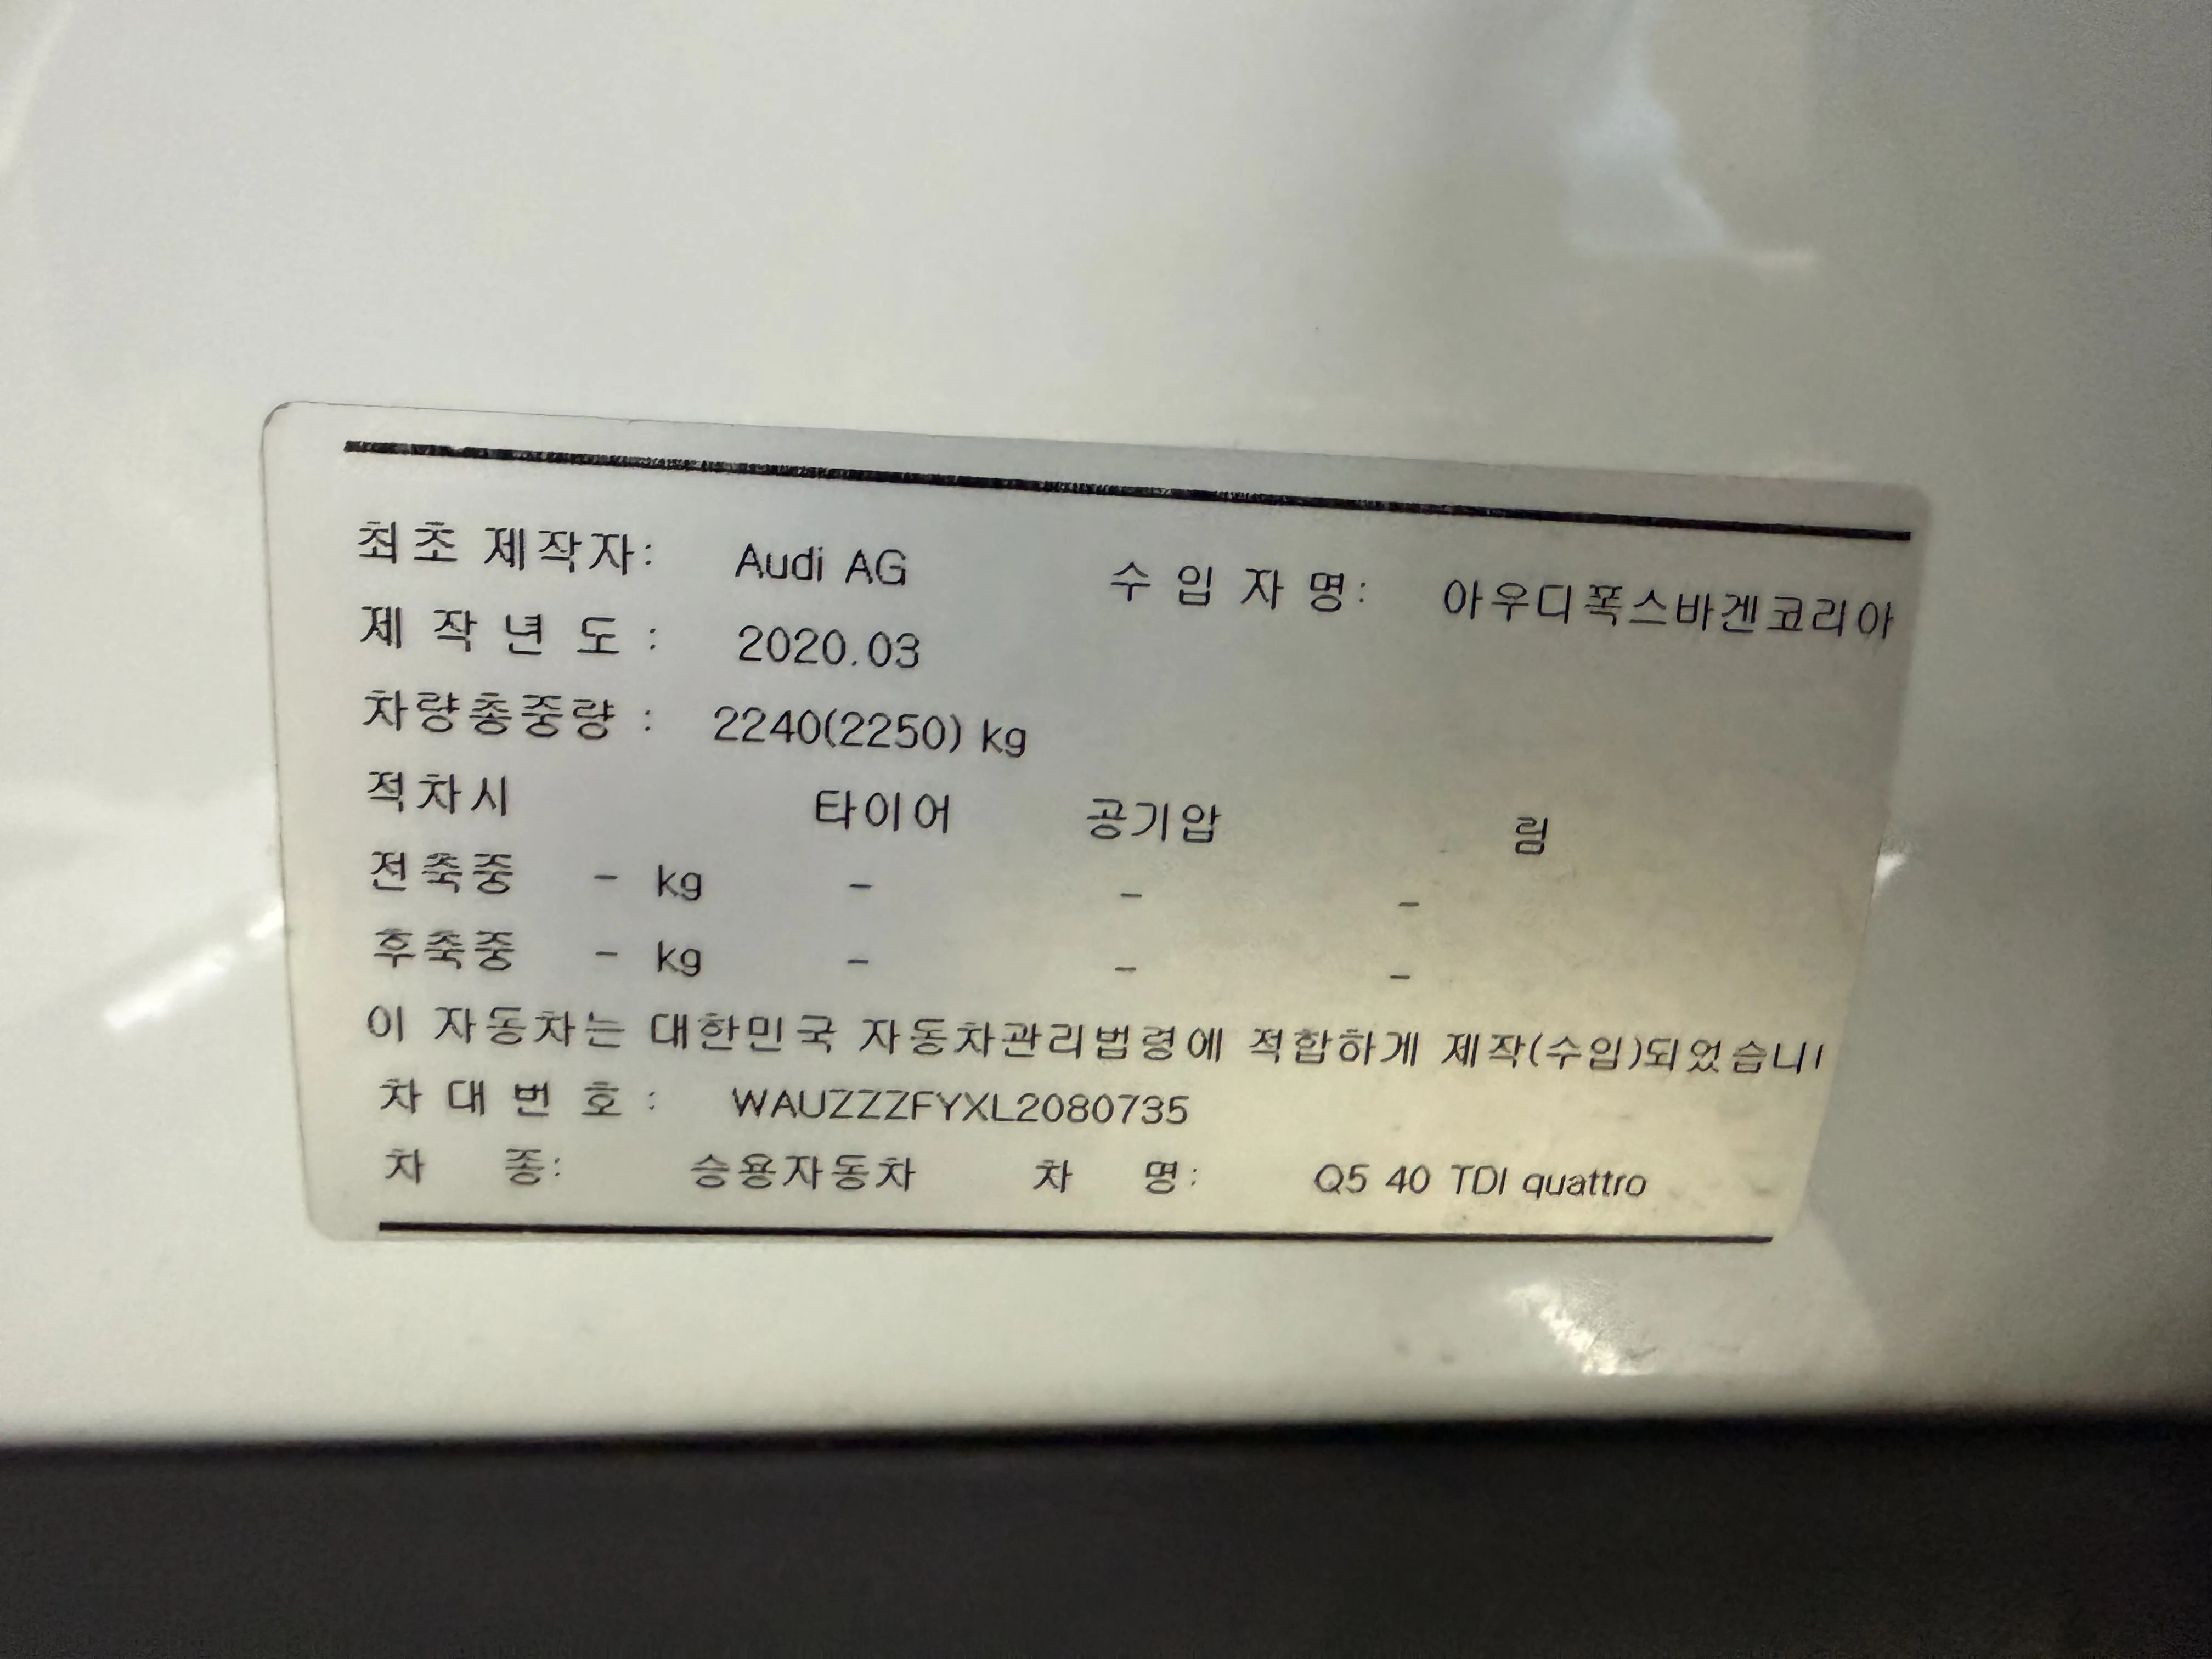 최초 제작자: Audi AG 수 입 자 명: 아우디폭스바겐코리아
제 작 년 도 : 2020.03
차량총중량 : 2240(2250) kg
적차시 타이어 공기압 림
전축중 - kg - - -
후축중 - kg - - -
이 자동차는 대한민국 자동차관리법령에 적합하게 제작(수입)되었습니
차 대 번 호 : WAUZZZFYXL2080735
차 종: 승용자동차 차 명: Q5 40 TDI quattro